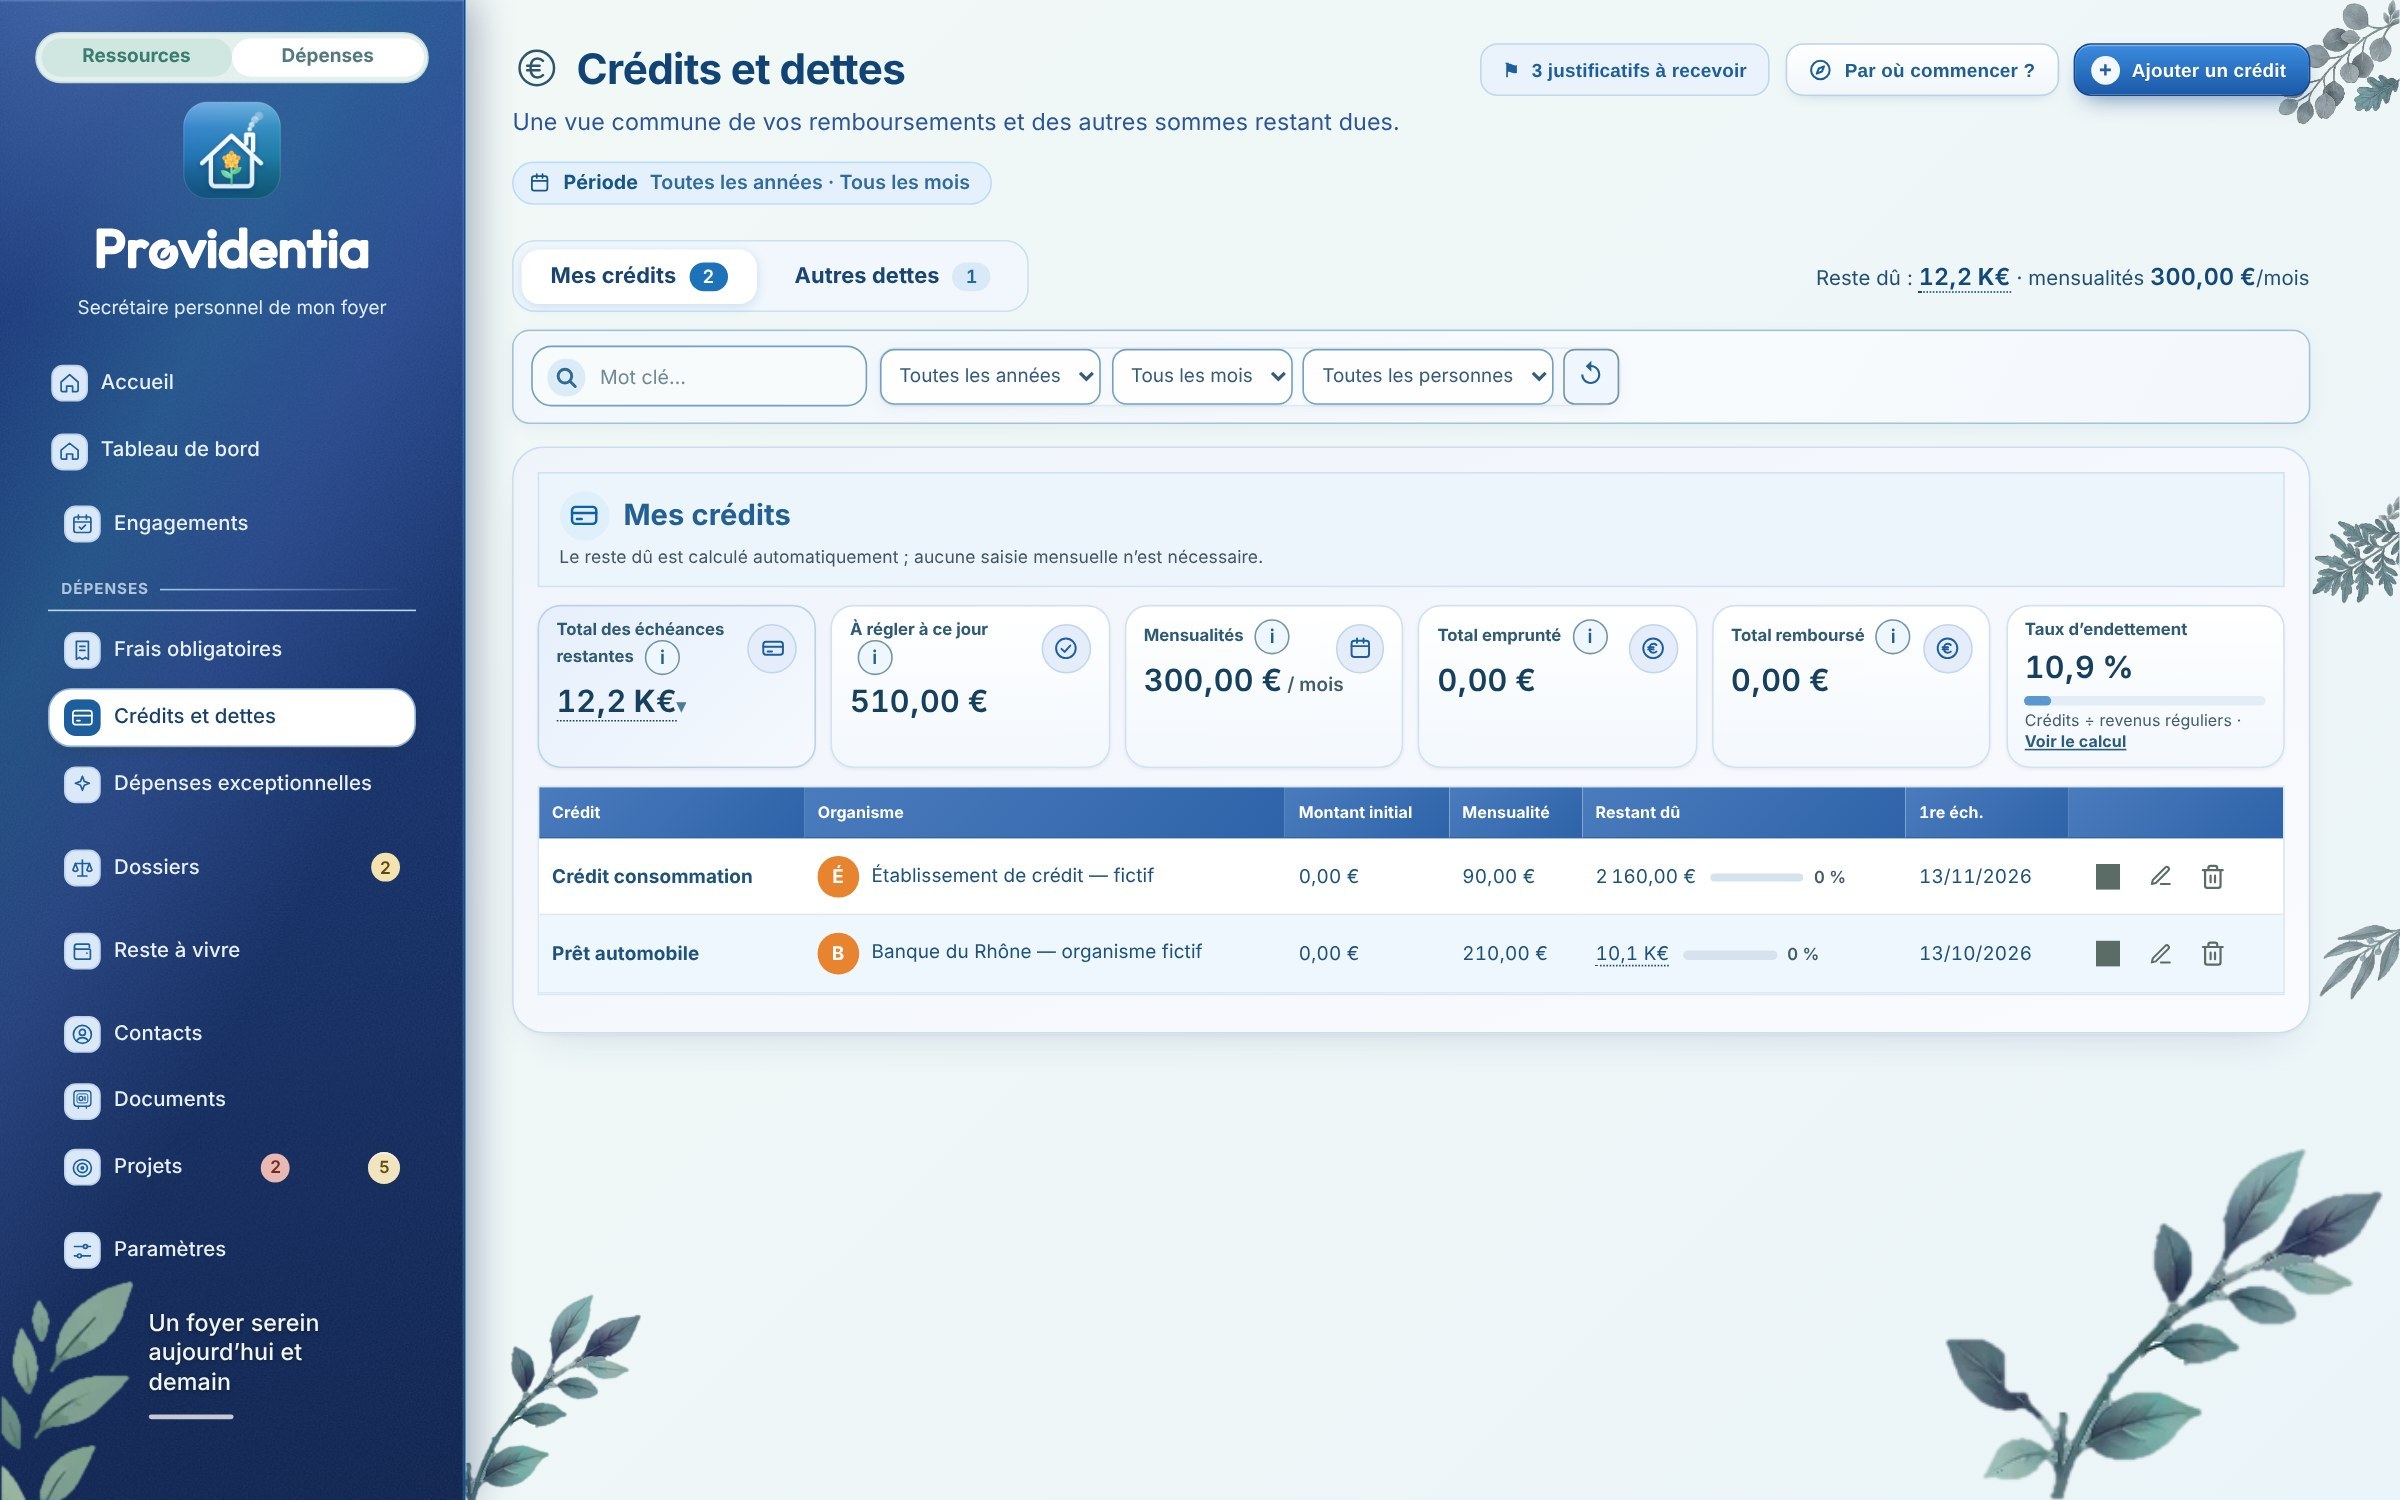 Ressources Dépenses
Providentia
Secrétaire personnel de mon foyer
Accueil
Tableau de bord
Engagements
DÉPENSES
Frais obligatoires
Crédits et dettes
Dépenses exceptionnelles
Dossiers 2
Reste à vivre
Contacts
Documents
Projets 2 5
Paramètres
Un foyer serein
aujourd’hui et
demain
Crédits et dettes
3 justificatifs à recevoir
Par où commencer ?
Ajouter un crédit
Une vue commune de vos remboursements et des autres sommes restant dues.
Période Toutes les années · Tous les mois
Mes crédits 2 Autres dettes 1
Reste dû : 12,2 K€ · mensualités 300,00 €/mois
Mot clé... Toutes les années Tous les mois Toutes les personnes
Mes crédits
Le reste dû est calculé automatiquement ; aucune saisie mensuelle n’est nécessaire.
Total des échéances
restantes i
12,2 K€▾
À régler à ce jour
i
510,00 €
Mensualités i
300,00 € / mois
Total emprunté i
0,00 €
Total remboursé i
0,00 €
Taux d’endettement
10,9 %
Crédits ÷ revenus réguliers ·
Voir le calcul
Crédit Organisme Montant initial Mensualité Restant dû 1re éch.
Crédit consommation É Établissement de crédit — fictif 0,00 € 90,00 € 2 160,00 € 0 % 13/11/2026
Prêt automobile B Banque du Rhône — organisme fictif 0,00 € 210,00 € 10,1 K€ 0 % 13/10/2026